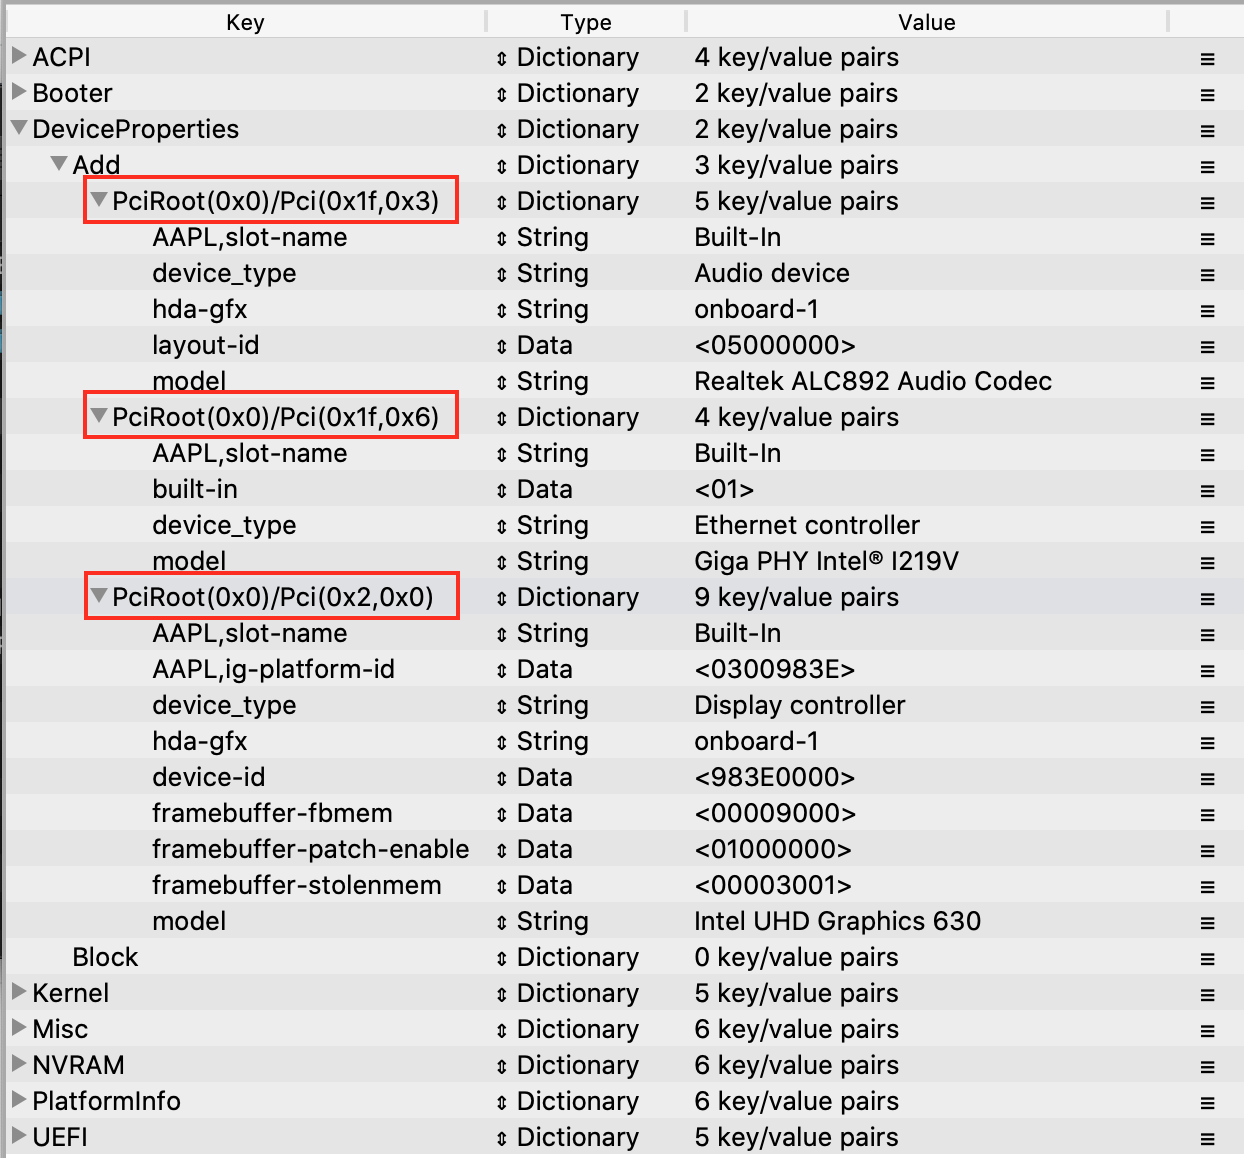 Key Type Value
ACPI Dictionary 4 key/value pairs
Booter Dictionary 2 key/value pairs
DeviceProperties Dictionary 2 key/value pairs
Add Dictionary 3 key/value pairs
PciRoot(0x0)/Pci(0x1f,0x3) Dictionary 5 key/value pairs
AAPL,slot-name String Built-In
device_type String Audio device
hda-gfx String onboard-1
layout-id Data <05000000>
model String Realtek ALC892 Audio Codec
PciRoot(0x0)/Pci(0x1f,0x6) Dictionary 4 key/value pairs
AAPL,slot-name String Built-In
built-in Data <01>
device_type String Ethernet controller
model String Giga PHY Intel® I219V
PciRoot(0x0)/Pci(0x2,0x0) Dictionary 9 key/value pairs
AAPL,slot-name String Built-In
AAPL,ig-platform-id Data <0300983E>
device_type String Display controller
hda-gfx String onboard-1
device-id Data <983E0000>
framebuffer-fbmem Data <00009000>
framebuffer-patch-enable Data <01000000>
framebuffer-stolenmem Data <00003001>
model String Intel UHD Graphics 630
Block Dictionary 0 key/value pairs
Kernel Dictionary 5 key/value pairs
Misc Dictionary 6 key/value pairs
NVRAM Dictionary 6 key/value pairs
PlatformInfo Dictionary 6 key/value pairs
UEFI Dictionary 5 key/value pairs